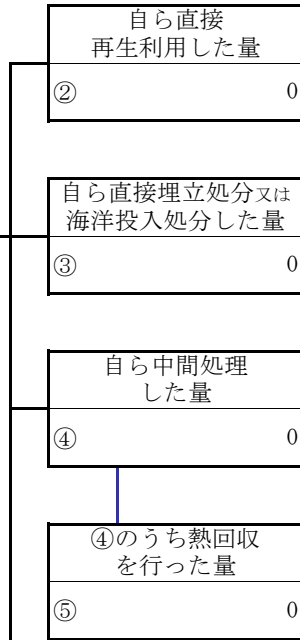 自ら直接
再生利用した量
② 0
自ら直接埋立処分又は
海洋投入処分した量
③ 0
自ら中間処理
した量
④ 0
④のうち熱回収
を行った量
⑤ 0